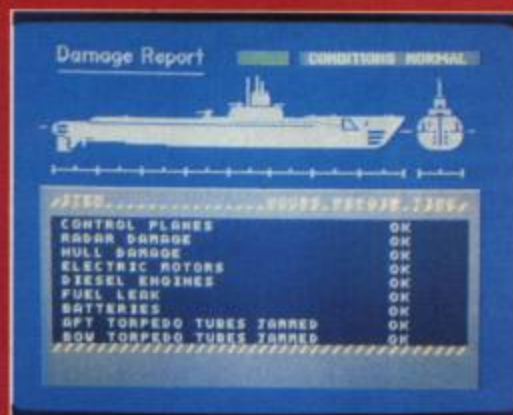 Damage Report
CONDITIONS NORMAL
CONTROL PLANES OK
RADAR DAMAGE OK
HULL DAMAGE OK
ELECTRIC MOTORS OK
DIESEL ENGINES OK
FUEL LEAK OK
BATTERIES OK
AFT TORPEDO TUBES JAMMED OK
BOW TORPEDO TUBES JAMMED OK